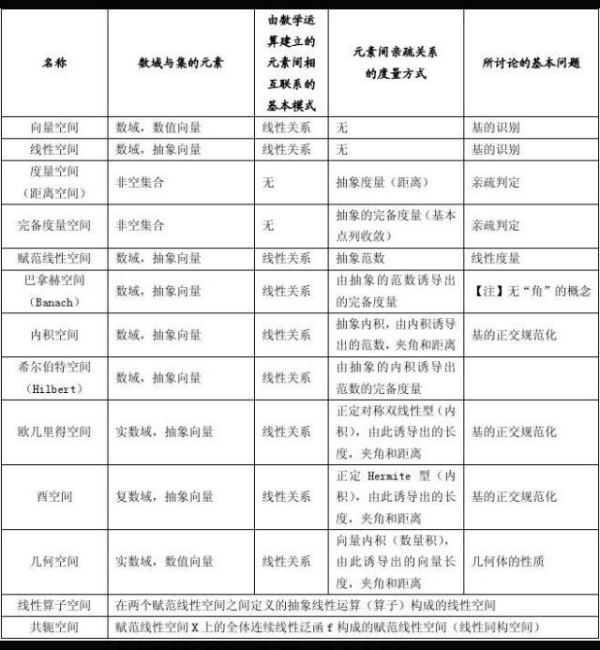 名称
数域与集的元素
由数学运
算建立的
元素间相
互联系的
基本模式
元素间亲疏关系
的度量方式
所讨论的基本问题
向量空间
数域，数值向量
线性关系
无
基的识别
线性空间
数域，抽象向量
线性关系
无
基的识别
度量空间
（距离空间）
非空集合
无
抽象度量（距离）
亲疏判定
完备度量空间
非空集合
无
抽象的完备度量（基本
点列收敛）
亲疏判定
赋范线性空间
数域，抽象向量
线性关系
抽象范数
线性度量
巴拿赫空间
（Banach）
数域，抽象向量
线性关系
由抽象的范数诱导出
的完备度量
【注】无“角”的概念
内积空间
数域，抽象向量
线性关系
抽象内积，由内积诱导
出的范数，夹角和距离
基的正交规范化
希尔伯特空间
（Hilbert）
数域，抽象向量
线性关系
由抽象的内积诱导出
范数的完备度量
欧几里得空间
实数域，抽象向量
线性关系
正定对称双线性型（内
积），由此诱导出的长
度，夹角和距离
基的正交规范化
酉空间
复数域，抽象向量
线性关系
正定 Hermite 型（内
积），由此诱导出的长
度，夹角和距离
基的正交规范化
几何空间
实数域，数值向量
线性关系
向量内积（数量积），
由此诱导出的向量长
度，夹角和距离
几何体的性质
线性算子空间
在两个赋范线性空间之间定义的抽象线性运算（算子）构成的线性空间
共轭空间
赋范线性空间 X 上的全体连续线性泛函 f 构成的赋范线性空间（线性同构空间）